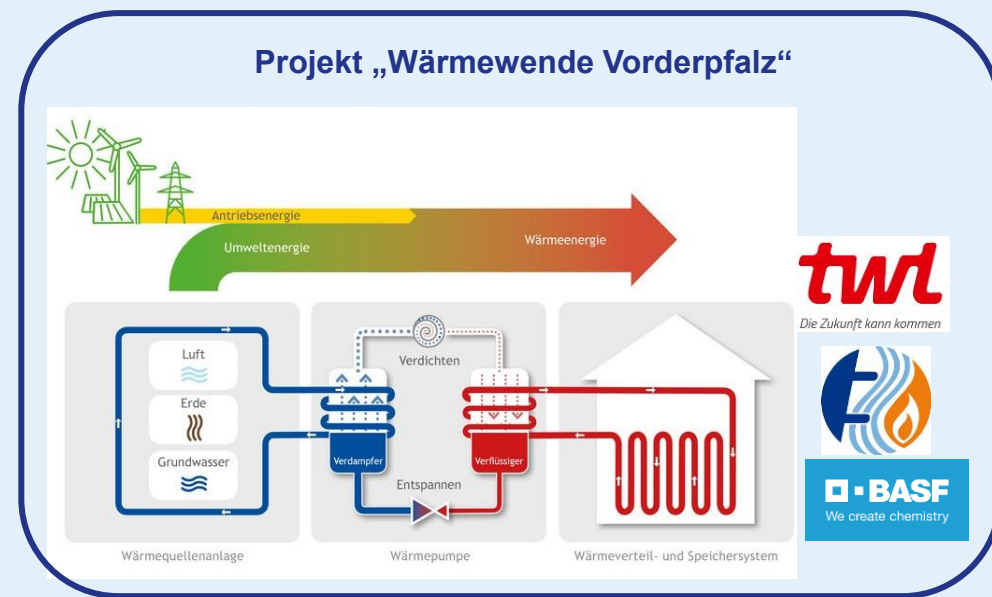 Projekt „Wärmewende Vorderpfalz“
Antriebsenergie
Umweltenergie
Wärmeenergie
twl
Die Zukunft kann kommen
Luft
Erde
Grundwasser
Verdichten
Verdampfer
Verflüssiger
Entspannen
BASF
We create chemistry
Wärmequellenanlage
Wärmepumpe
Wärmeverteil- und Speichersystem